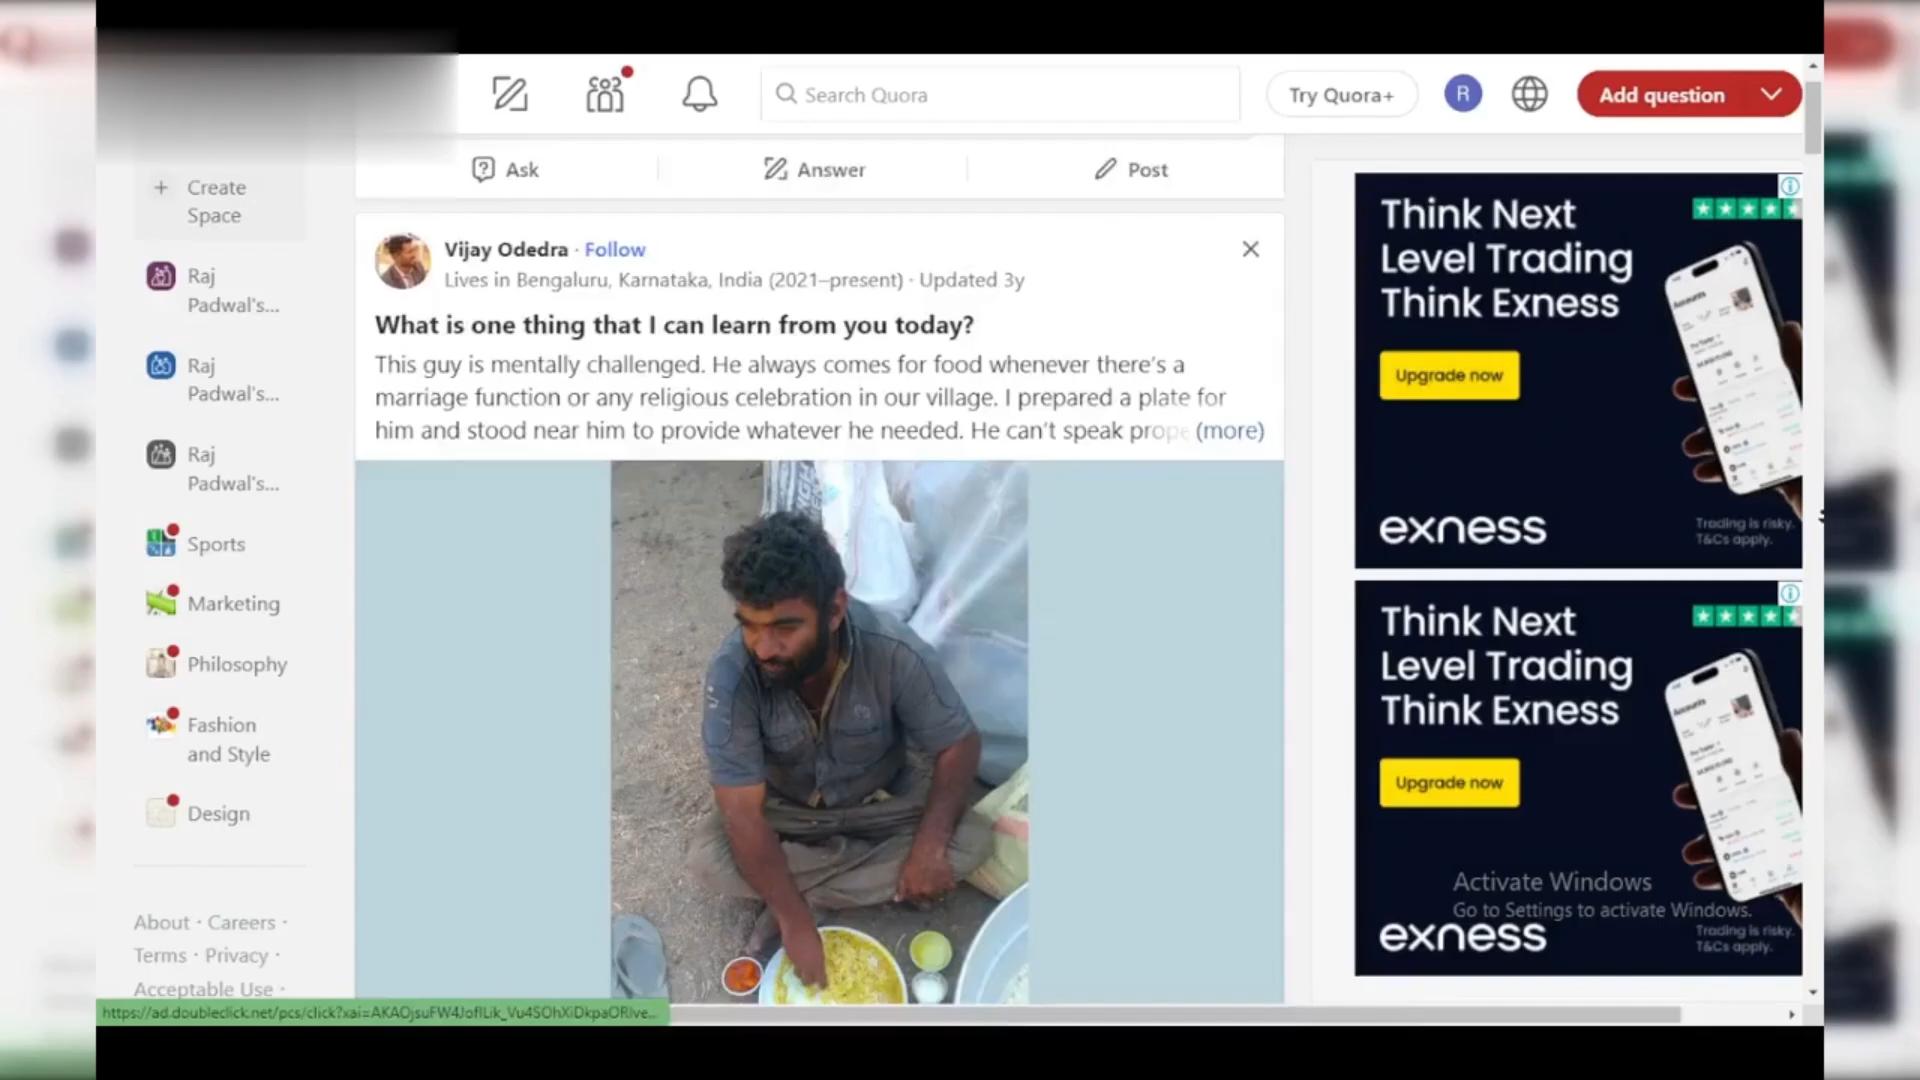 Search Quora
Try Quora+
R
Add question
Ask
Answer
Post
+ Create
Space
Raj
Padwal's...
Raj
Padwal's...
Raj
Padwal's...
Sports
Marketing
Philosophy
Fashion
and Style
Design
About · Careers ·
Terms · Privacy ·
Acceptable Use ·
Vijay Odedra · Follow
Lives in Bengaluru, Karnataka, India (2021–present) · Updated 3y
What is one thing that I can learn from you today?
This guy is mentally challenged. He always comes for food whenever there's a
marriage function or any religious celebration in our village. I prepared a plate for
him and stood near him to provide whatever he needed. He can't speak prope (more)
Think Next
Level Trading
Think Exness
Upgrade now
exness
Trading is risky.
T&Cs apply.
Think Next
Level Trading
Think Exness
Upgrade now
Activate Windows
Go to Settings to activate Windows.
exness
Trading is risky.
T&Cs apply.